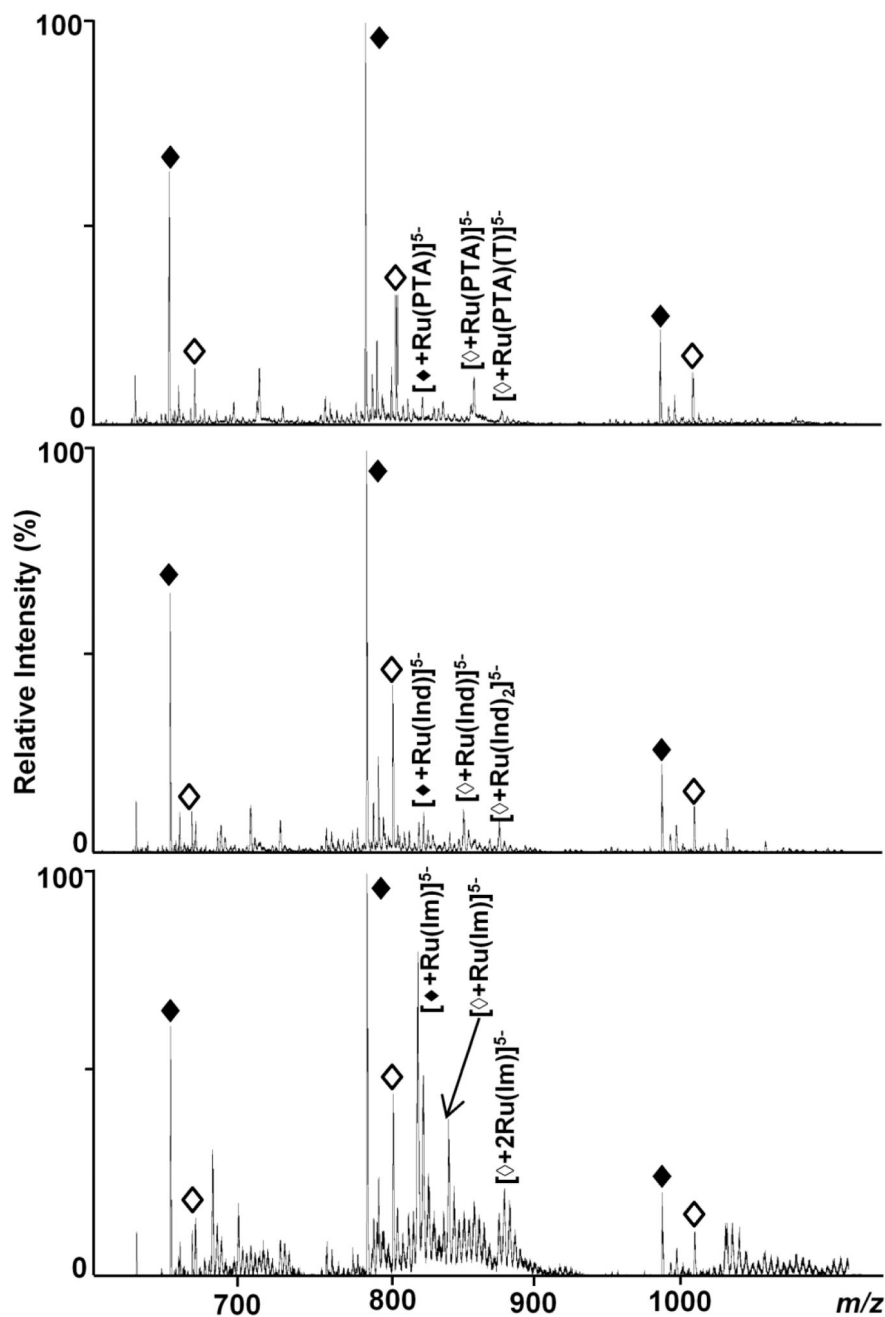 100
◆
◆
◇
◇
[◆+Ru(PTA)]⁵⁻
[◇+Ru(PTA)]⁵⁻
[◇+Ru(PTA)(T)]⁵⁻
◆
◇
0
100
◆
◆
◇
◇
[◆+Ru(Ind)]⁵⁻
[◇+Ru(Ind)]⁵⁻
[◇+Ru(Ind)₂]⁵⁻
◆
◇
0
Relative Intensity (%)
100
◆
◆
◇
◇
[◆+Ru(Im)]⁵⁻
[◇+Ru(Im)]⁵⁻
[◇+2Ru(Im)]⁵⁻
◆
◇
0
700 800 900 1000 m/z